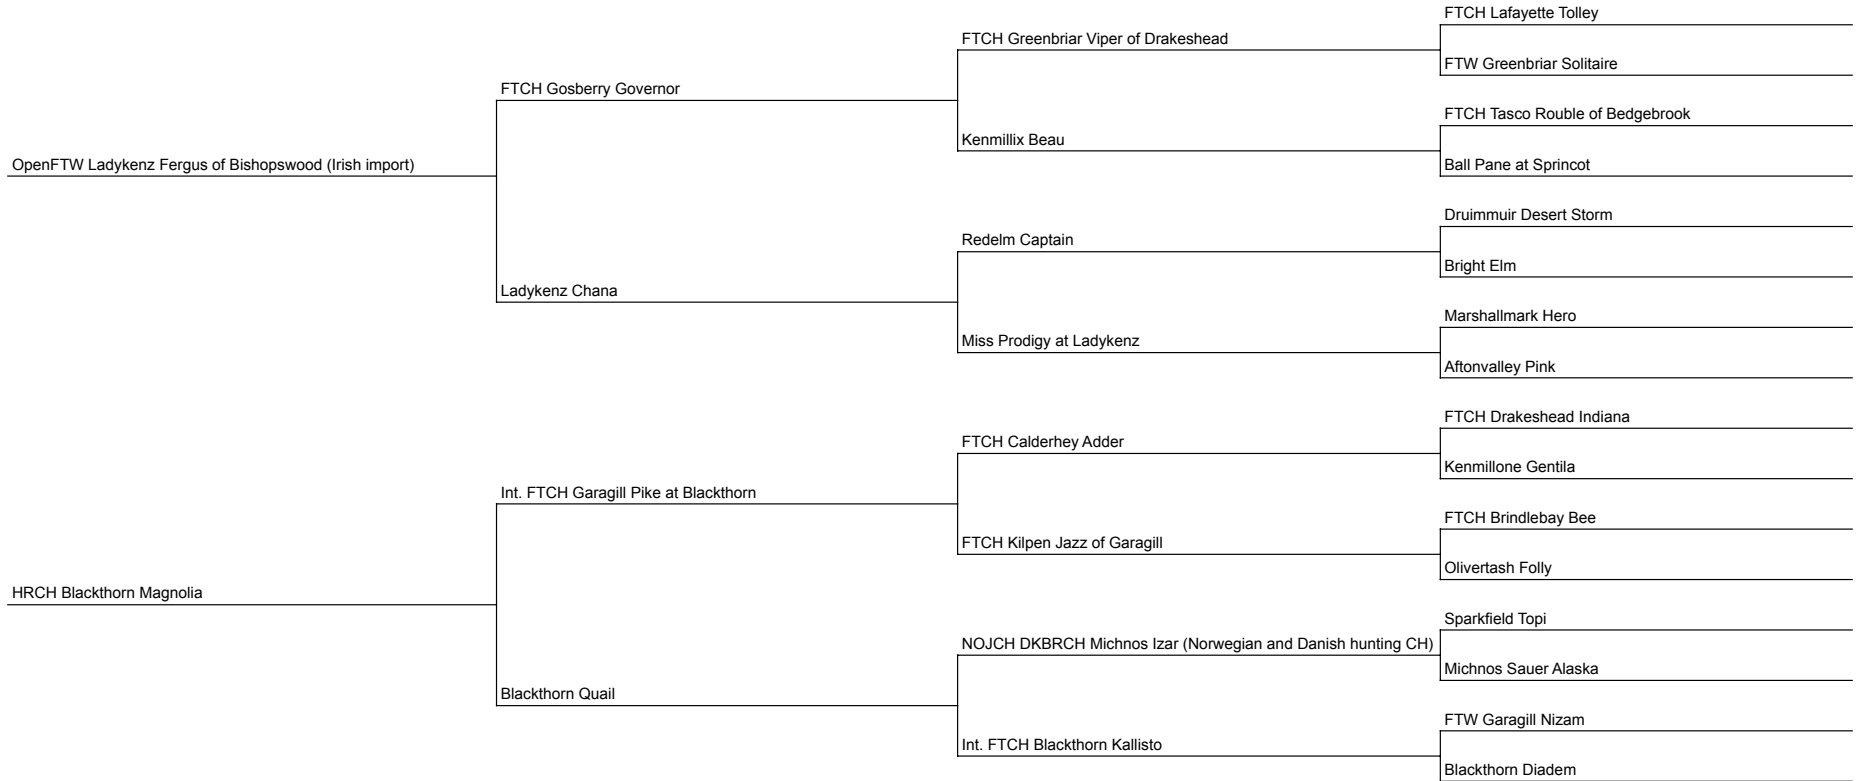 FTCH Lafayette Tolley
FTCH Greenbriar Viper of Drakeshead
FTW Greenbriar Solitaire
FTCH Gosberry Governor
FTCH Tasco Rouble of Bedgebrook
Kenmillix Beau
Ball Pane at Sprincot
OpenFTW Ladykenz Fergus of Bishopswood (Irish import)
Druimmuir Desert Storm
Redelm Captain
Bright Elm
Ladykenz Chana
Marshallmark Hero
Miss Prodigy at Ladykenz
Aftonvalley Pink
FTCH Drakeshead Indiana
FTCH Calderhey Adder
Kenmillone Gentila
Int. FTCH Garagill Pike at Blackthorn
FTCH Brindlebay Bee
FTCH Kilpen Jazz of Garagill
Olivertash Folly
HRCH Blackthorn Magnolia
Sparkfield Topi
NOJCH DKBRCH Michnos Izar (Norwegian and Danish hunting CH)
Michnos Sauer Alaska
Blackthorn Quail
FTW Garagill Nizam
Int. FTCH Blackthorn Kallisto
Blackthorn Diadem